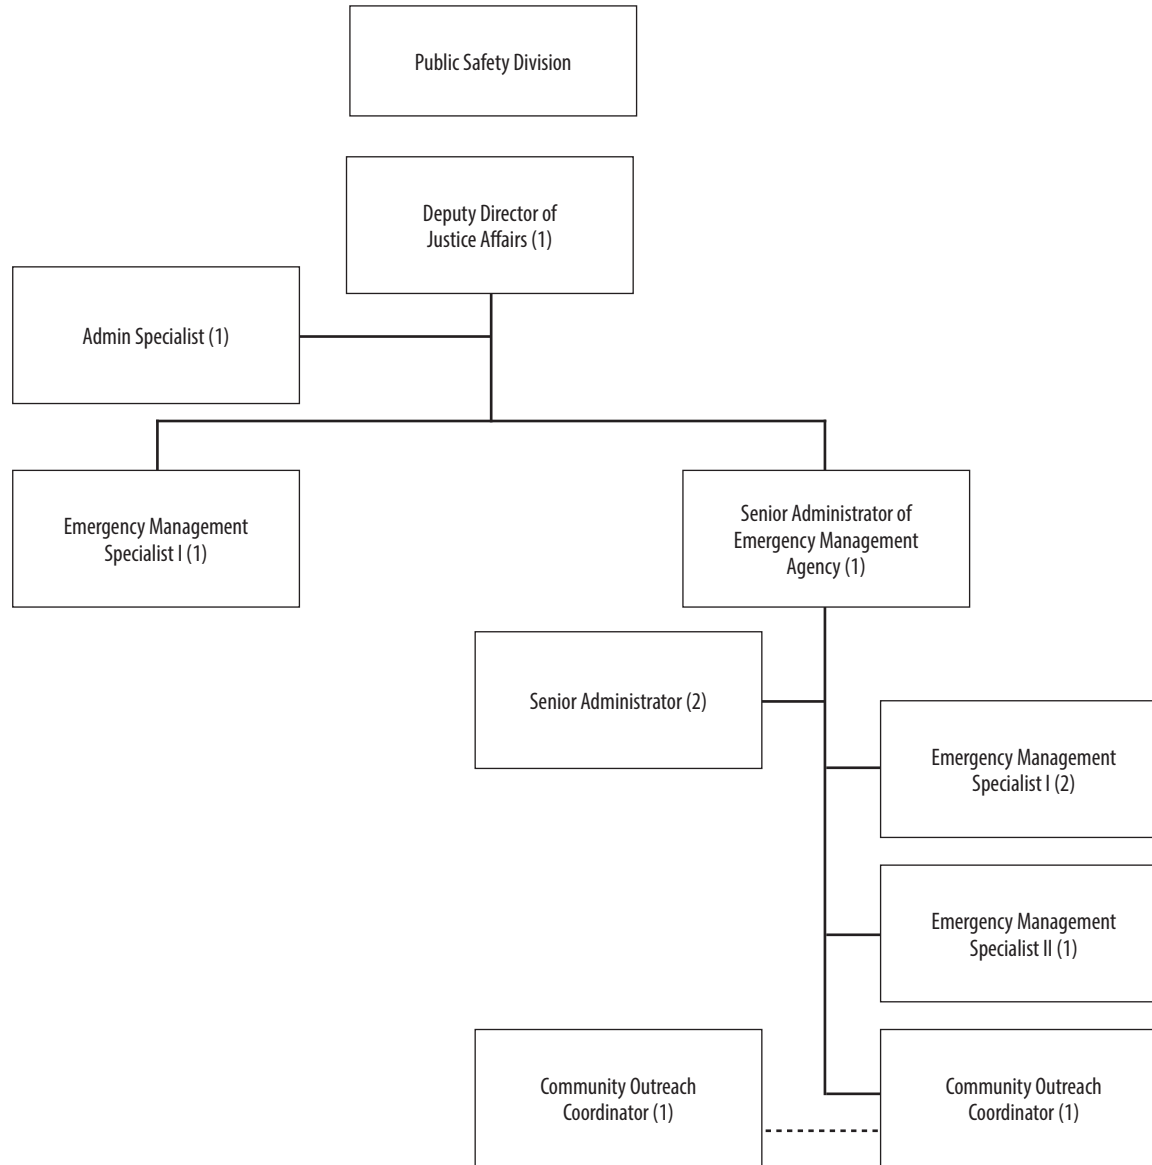 Public Safety Division
Deputy Director of
Justice Affairs (1)
Admin Specialist (1)
Emergency Management
Specialist I (1)
Senior Administrator of
Emergency Management
Agency (1)
Senior Administrator (2)
Emergency Management
Specialist I (2)
Emergency Management
Specialist II (1)
Community Outreach
Coordinator (1)
Community Outreach
Coordinator (1)